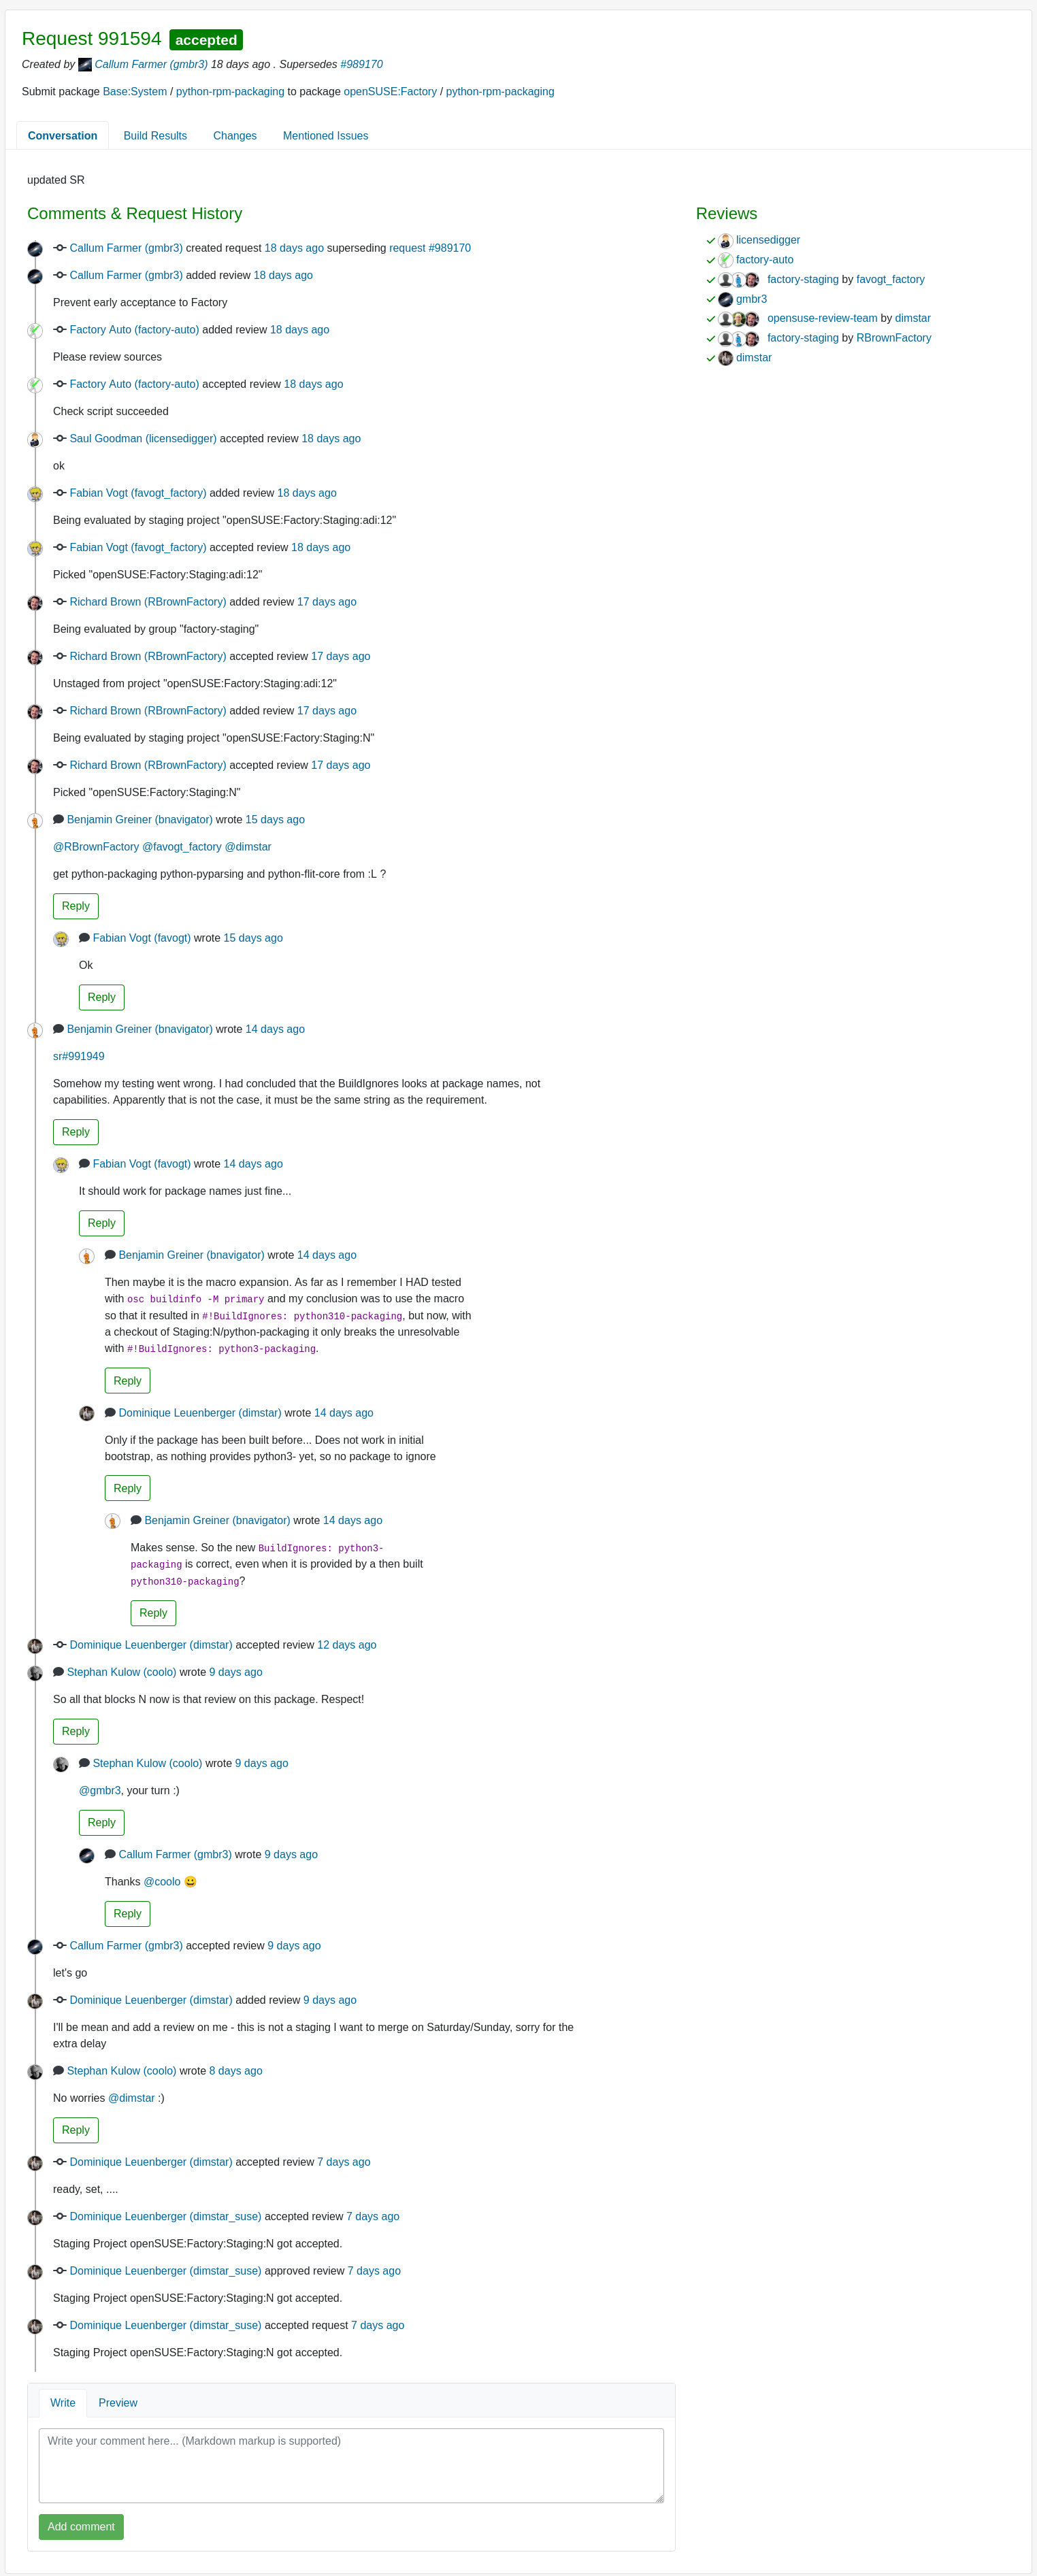 Request 991594 accepted
Created by Callum Farmer (gmbr3) 18 days ago . Supersedes #989170
Submit package Base:System / python-rpm-packaging to package openSUSE:Factory / python-rpm-packaging
Conversation Build Results Changes Mentioned Issues
updated SR
Comments & Request History
Callum Farmer (gmbr3) created request 18 days ago superseding request #989170
Callum Farmer (gmbr3) added review 18 days ago
Prevent early acceptance to Factory
Factory Auto (factory-auto) added review 18 days ago
Please review sources
Factory Auto (factory-auto) accepted review 18 days ago
Check script succeeded
Saul Goodman (licensedigger) accepted review 18 days ago
ok
Fabian Vogt (favogt_factory) added review 18 days ago
Being evaluated by staging project "openSUSE:Factory:Staging:adi:12"
Fabian Vogt (favogt_factory) accepted review 18 days ago
Picked "openSUSE:Factory:Staging:adi:12"
Richard Brown (RBrownFactory) added review 17 days ago
Being evaluated by group "factory-staging"
Richard Brown (RBrownFactory) accepted review 17 days ago
Unstaged from project "openSUSE:Factory:Staging:adi:12"
Richard Brown (RBrownFactory) added review 17 days ago
Being evaluated by staging project "openSUSE:Factory:Staging:N"
Richard Brown (RBrownFactory) accepted review 17 days ago
Picked "openSUSE:Factory:Staging:N"
Benjamin Greiner (bnavigator) wrote 15 days ago
@RBrownFactory @favogt_factory @dimstar
get python-packaging python-pyparsing and python-flit-core from :L ?
Reply
Fabian Vogt (favogt) wrote 15 days ago
Ok
Reply
Benjamin Greiner (bnavigator) wrote 14 days ago
sr#991949
Somehow my testing went wrong. I had concluded that the BuildIgnores looks at package names, not
capabilities. Apparently that is not the case, it must be the same string as the requirement.
Reply
Fabian Vogt (favogt) wrote 14 days ago
It should work for package names just fine...
Reply
Benjamin Greiner (bnavigator) wrote 14 days ago
Then maybe it is the macro expansion. As far as I remember I HAD tested
with osc buildinfo -M primary and my conclusion was to use the macro
so that it resulted in #!BuildIgnores: python310-packaging, but now, with
a checkout of Staging:N/python-packaging it only breaks the unresolvable
with #!BuildIgnores: python3-packaging.
Reply
Dominique Leuenberger (dimstar) wrote 14 days ago
Only if the package has been built before... Does not work in initial
bootstrap, as nothing provides python3- yet, so no package to ignore
Reply
Benjamin Greiner (bnavigator) wrote 14 days ago
Makes sense. So the new BuildIgnores: python3-
packaging is correct, even when it is provided by a then built
python310-packaging?
Reply
Dominique Leuenberger (dimstar) accepted review 12 days ago
Stephan Kulow (coolo) wrote 9 days ago
So all that blocks N now is that review on this package. Respect!
Reply
Stephan Kulow (coolo) wrote 9 days ago
@gmbr3, your turn :)
Reply
Callum Farmer (gmbr3) wrote 9 days ago
Thanks @coolo 😀
Reply
Callum Farmer (gmbr3) accepted review 9 days ago
let's go
Dominique Leuenberger (dimstar) added review 9 days ago
I'll be mean and add a review on me - this is not a staging I want to merge on Saturday/Sunday, sorry for the
extra delay
Stephan Kulow (coolo) wrote 8 days ago
No worries @dimstar :)
Reply
Dominique Leuenberger (dimstar) accepted review 7 days ago
ready, set, ....
Dominique Leuenberger (dimstar_suse) accepted review 7 days ago
Staging Project openSUSE:Factory:Staging:N got accepted.
Dominique Leuenberger (dimstar_suse) approved review 7 days ago
Staging Project openSUSE:Factory:Staging:N got accepted.
Dominique Leuenberger (dimstar_suse) accepted request 7 days ago
Staging Project openSUSE:Factory:Staging:N got accepted.
Write Preview
Write your comment here... (Markdown markup is supported)
Add comment
Reviews
licensedigger
factory-auto
factory-staging by favogt_factory
gmbr3
opensuse-review-team by dimstar
factory-staging by RBrownFactory
dimstar